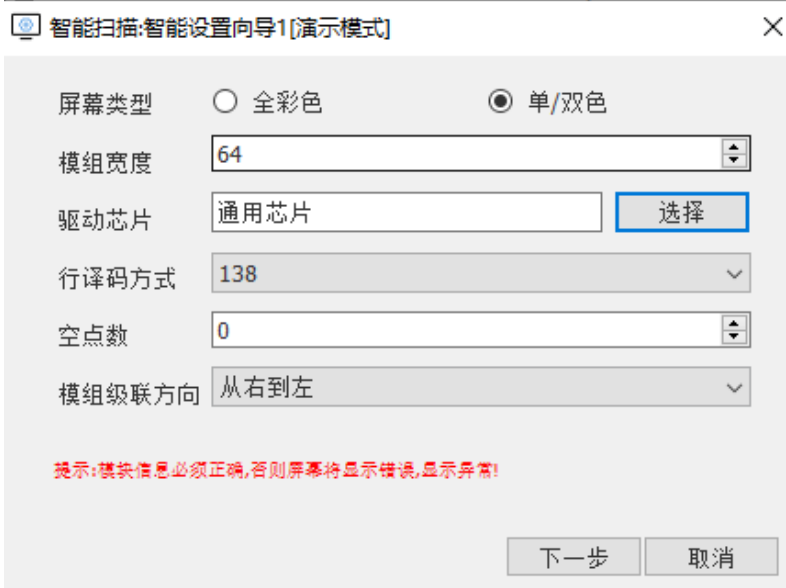 智能扫描:智能设置向导1[演示模式]
屏幕类型 全彩色 单/双色
模组宽度 64
驱动芯片 通用芯片 选择
行译码方式 138
空点数 0
模组级联方向 从右到左
提示:模块信息必须正确,否则屏幕将显示错误,显示异常!
下一步 取消